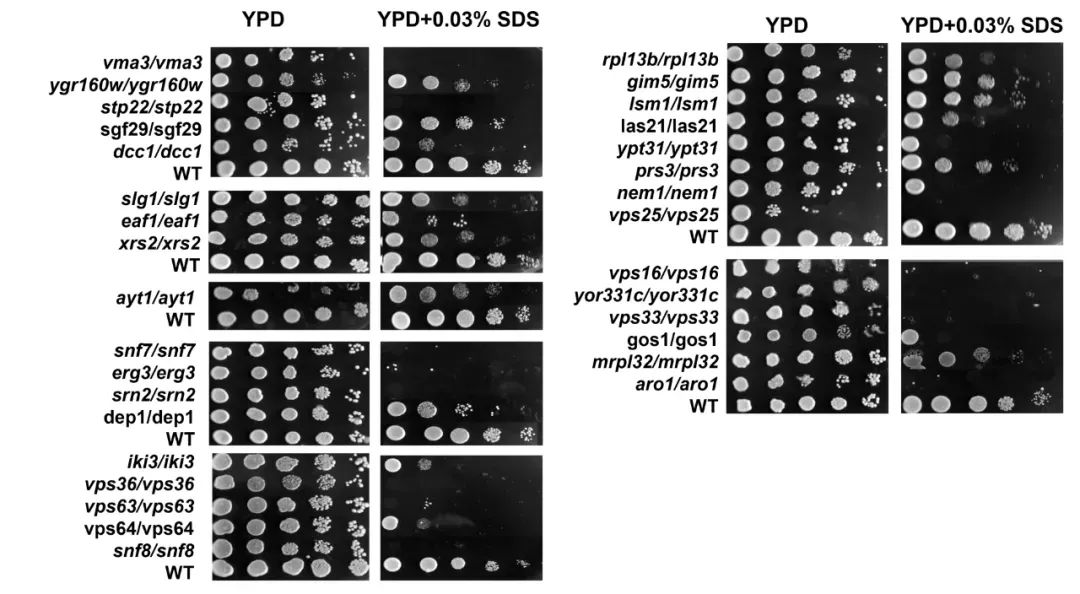 YPD YPD+0.03% SDS
vma3/vma3
ygr160w/ygr160w
stp22/stp22
sgf29/sgf29
dcc1/dcc1
WT
slg1/slg1
eaf1/eaf1
xrs2/xrs2
WT
ayt1/ayt1
WT
snf7/snf7
erg3/erg3
srn2/srn2
dep1/dep1
WT
iki3/iki3
vps36/vps36
vps63/vps63
vps64/vps64
snf8/snf8
WT
YPD YPD+0.03% SDS
rpl13b/rpl13b
gim5/gim5
lsm1/lsm1
las21/las21
ypt31/ypt31
prs3/prs3
nem1/nem1
vps25/vps25
WT
vps16/vps16
yor331c/yor331c
vps33/vps33
gos1/gos1
mrpl32/mrpl32
aro1/aro1
WT